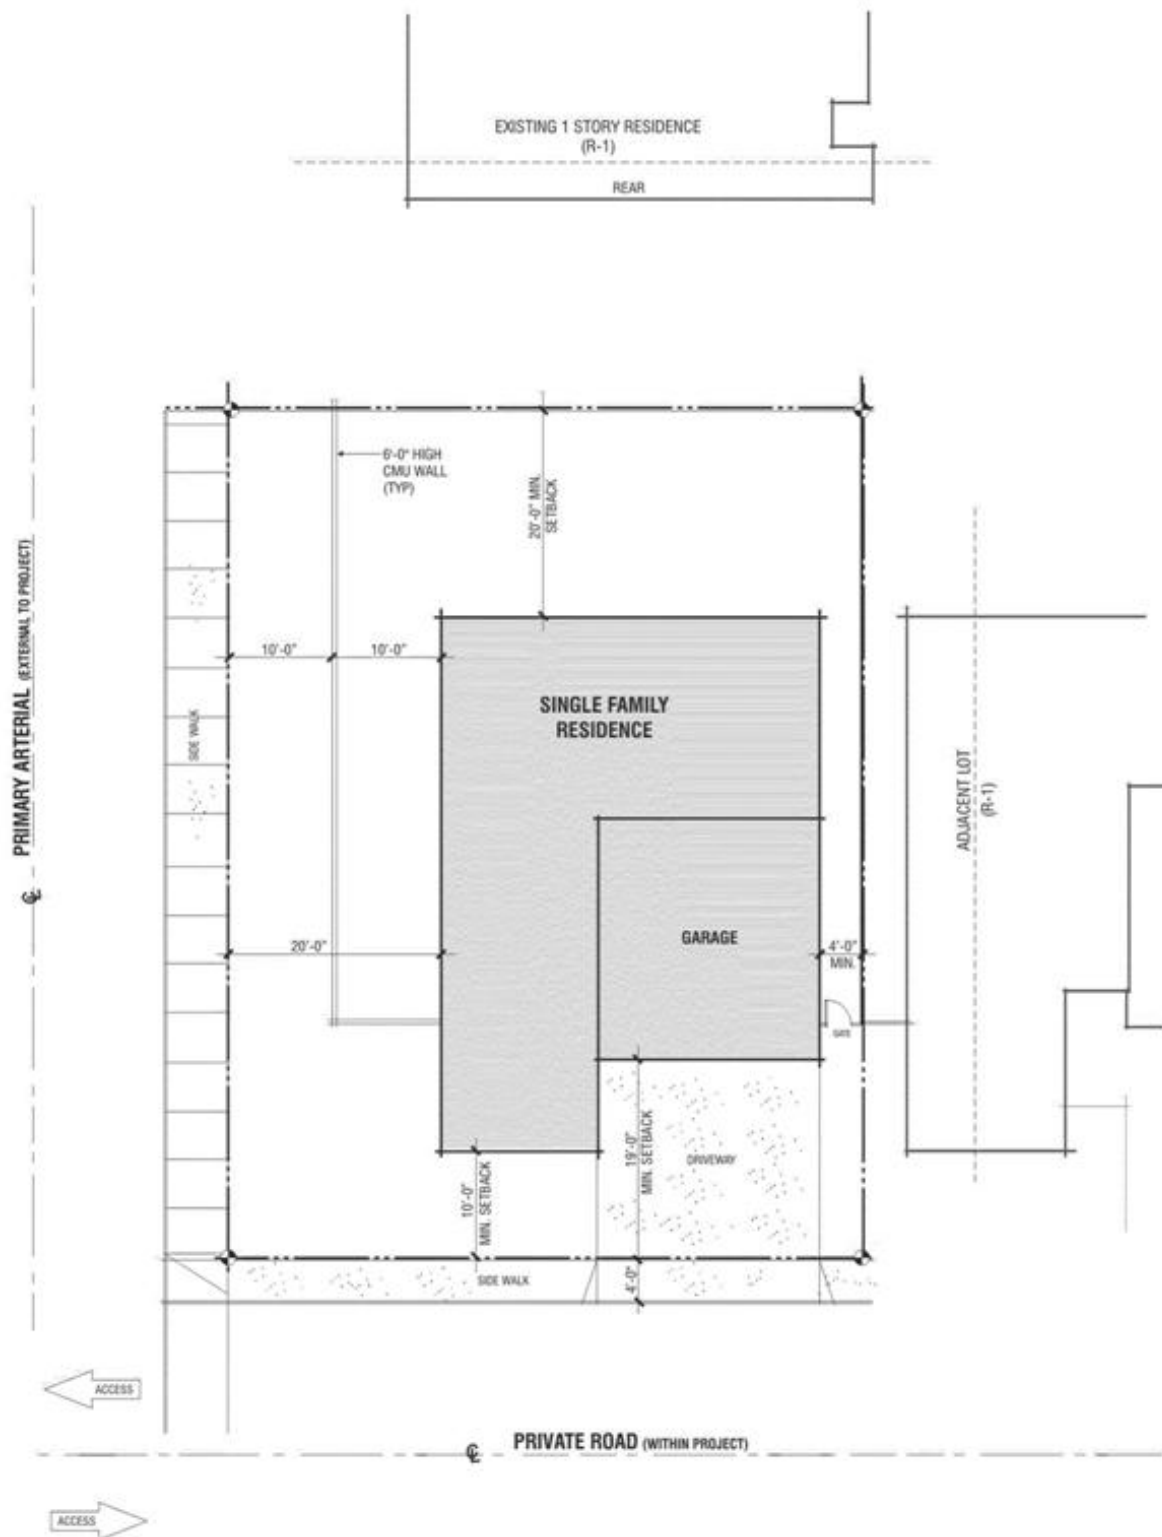 EXISTING 1 STORY RESIDENCE
(R-1)
REAR
6'-0" HIGH
CMU WALL
(TYP)
20'-0" MIN.
SETBACK
PRIMARY ARTERIAL (EXTERNAL TO PROJECT)
SIDE WALK
10'-0"
10'-0"
SINGLE FAMILY
RESIDENCE
ADJACENT LOT
(R-1)
20'-0"
GARAGE
4'-0"
MIN.
GATE
10'-0"
MIN. SETBACK
19'-0"
MIN. SETBACK
DRIVEWAY
SIDE WALK
4'-0"
ACCESS
PRIVATE ROAD (WITHIN PROJECT)
ACCESS